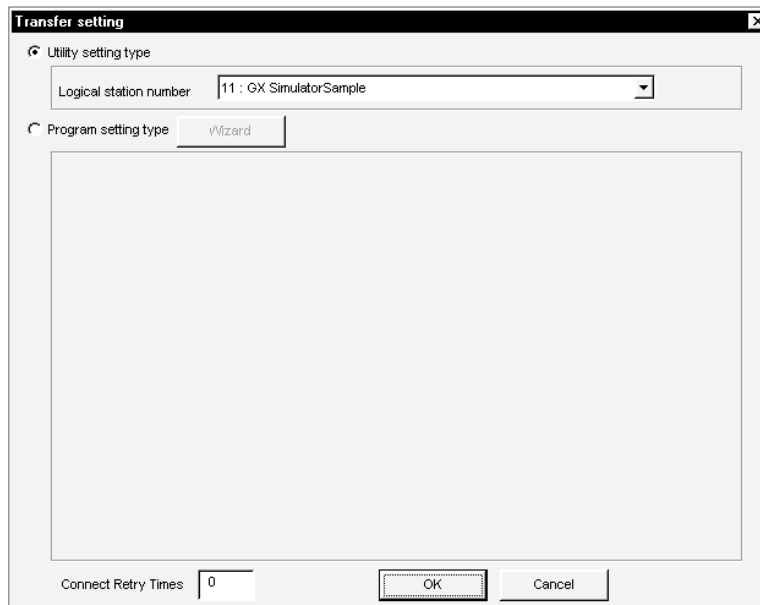 Transfer setting
Utility setting type
Logical station number 11 : GX SimulatorSample
Program setting type Wizard
Connect Retry Times 0 OK Cancel